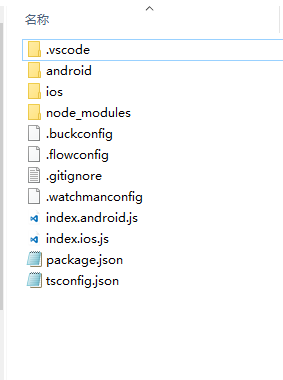 名称
.vscode
android
ios
node_modules
.buckconfig
.flowconfig
.gitignore
.watchmanconfig
index.android.js
index.ios.js
package.json
tsconfig.json